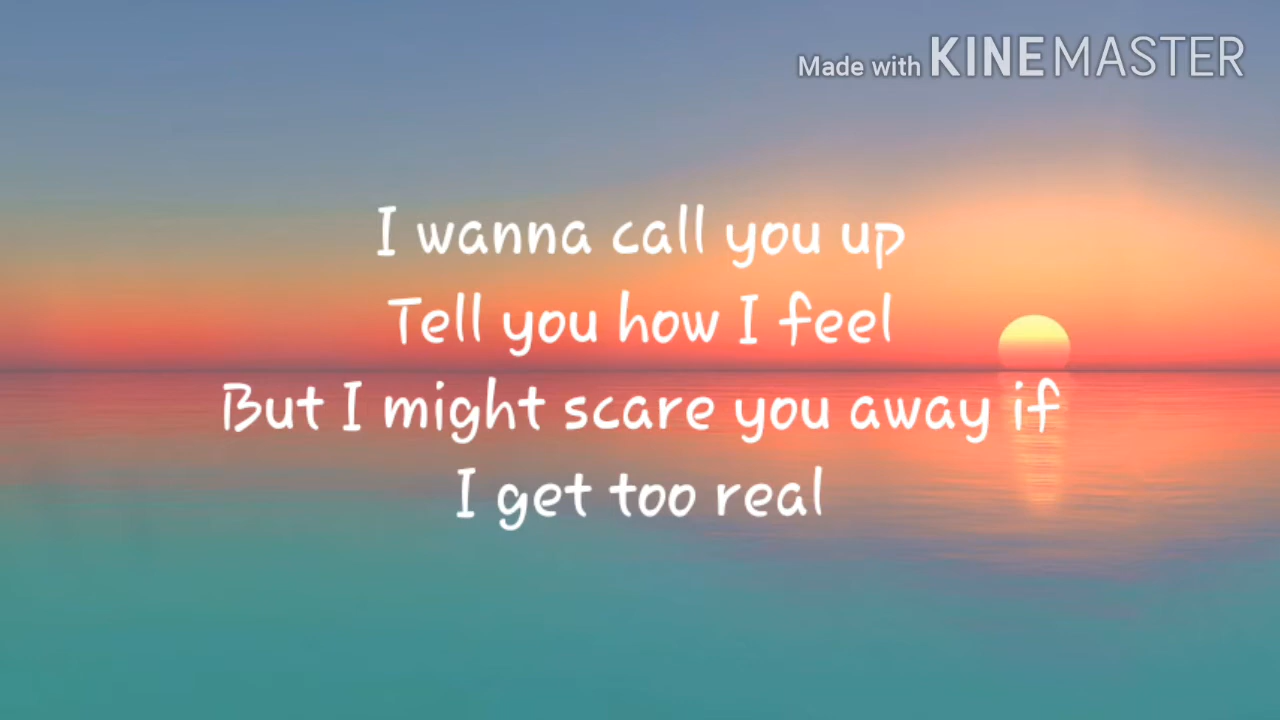 Made with KINEMASTER
I wanna call you up
Tell you how I feel
But I might scare you away if
I get too real